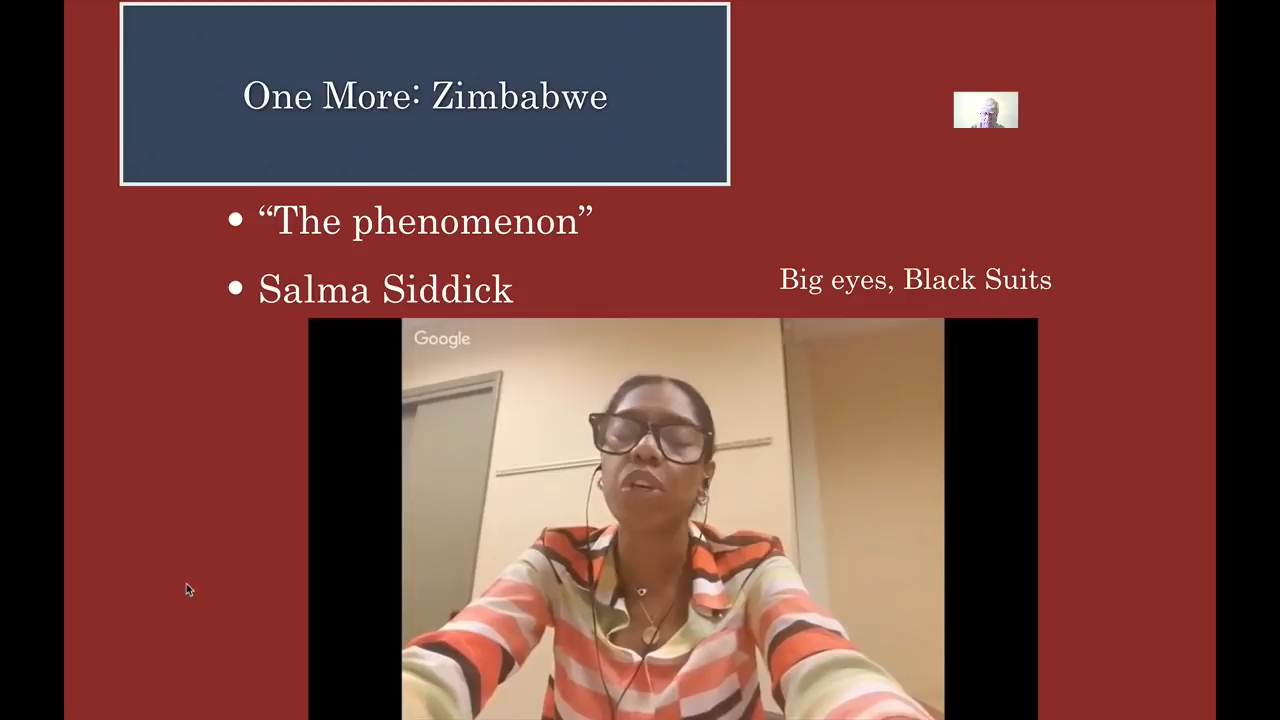 One More: Zimbabwe
• “The phenomenon”
• Salma Siddick
Big eyes, Black Suits
Google